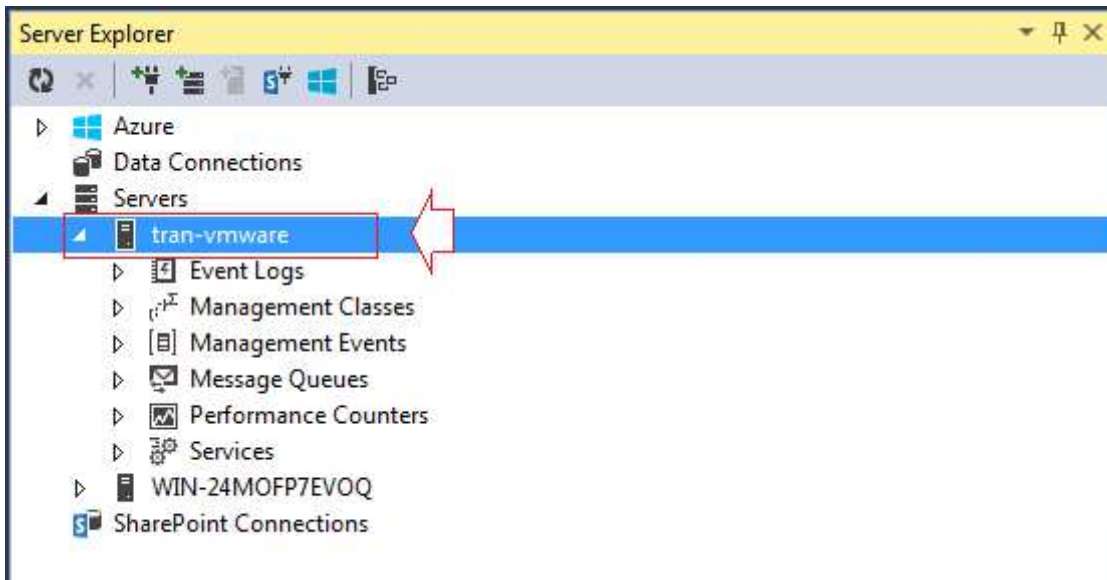 Server Explorer
Azure
Data Connections
Servers
tran-vmware
Event Logs
Management Classes
Management Events
Message Queues
Performance Counters
Services
WIN-24MOFP7EVOQ
SharePoint Connections